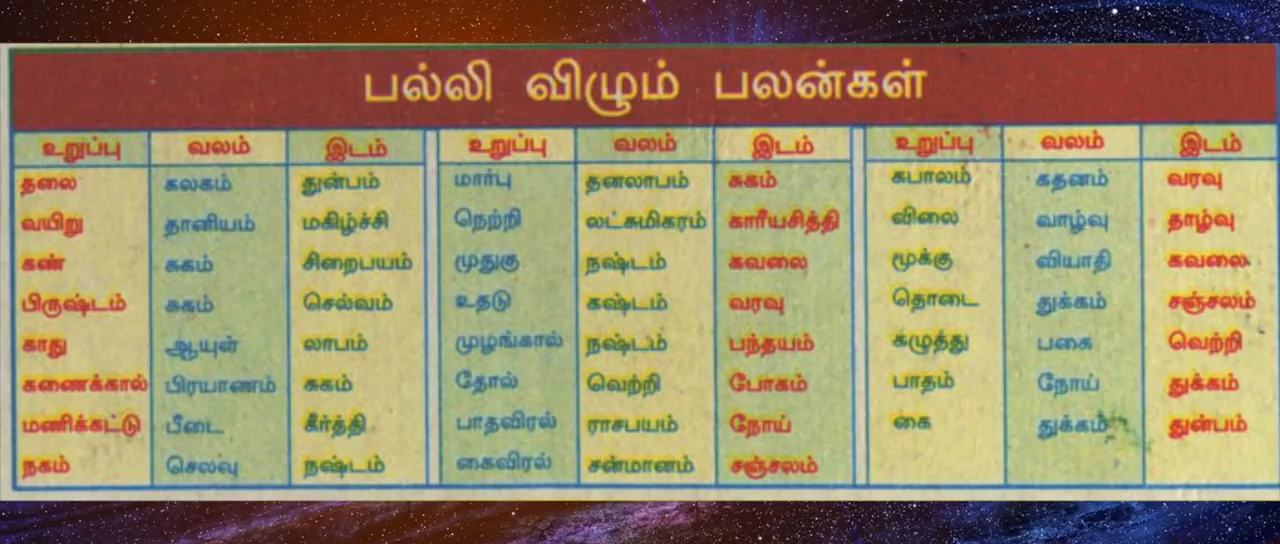 பல்லி விழும் பலன்கள்
உறுப்பு வலம் இடம் உறுப்பு வலம் இடம் உறுப்பு வலம் இடம்
தலை கலகம் துன்பம் மார்பு தனலாபம் சுகம் கபாலம் கதனம் வரவு
வயிறு தானியம் மகிழ்ச்சி நெற்றி லட்சுமிகரம் காரீயசித்தி விலை வாழ்வு தாழ்வு
கண் சுகம் சிறைபயம் முதுகு நஷ்டம் கவலை மூக்கு வியாதி கவலை
பிருஷ்டம் சுகம் செல்வம் உதடு கஷ்டம் வரவு தொடை துக்கம் சஞ்சலம்
காது ஆயுள் லாபம் முழங்கால் நஷ்டம் பந்தயம் கழுத்து பகை வெற்றி
கணைக்கால் பிரயாணம் சுகம் தோல் வெற்றி போகம் பாதம் நோய் துக்கம்
மணிக்கட்டு பீடை கீர்த்தி பாதவிரல் ராசபயம் நோய் கை துக்கம் துன்பம்
நகம் செலவு நஷ்டம் கைவிரல் சன்மானம் சஞ்சலம்